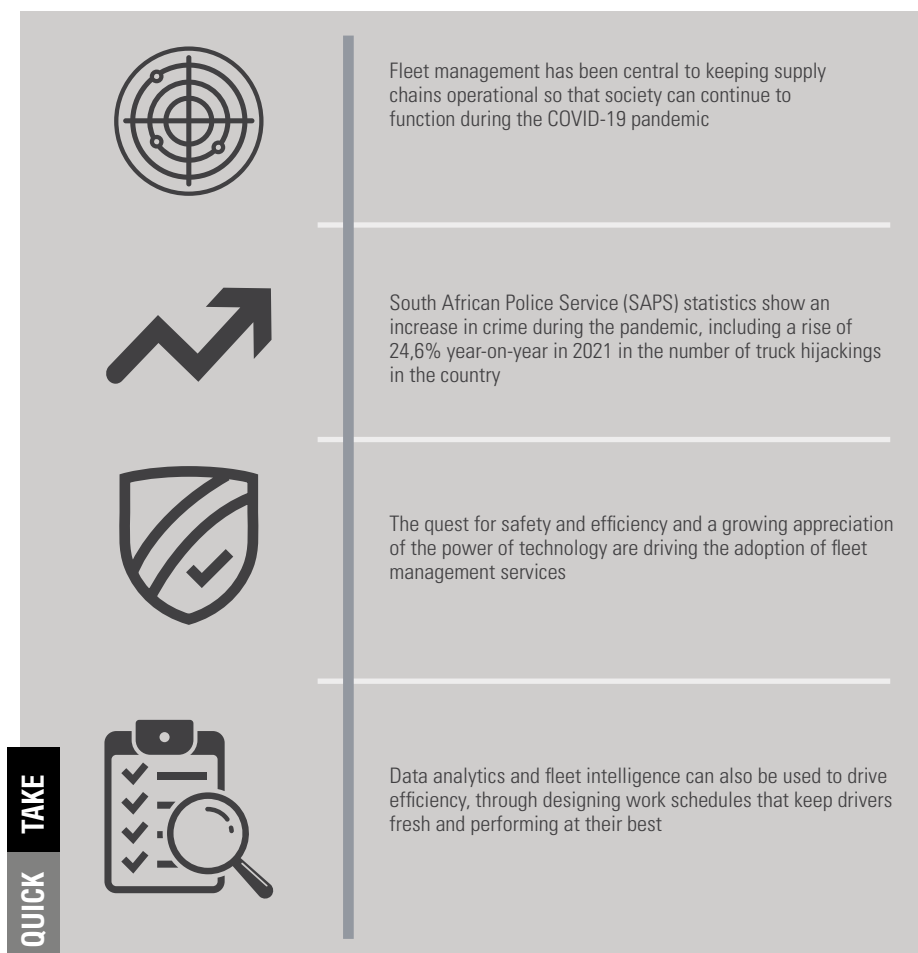 Fleet management has been central to keeping supply
chains operational so that society can continue to
function during the COVID-19 pandemic
South African Police Service (SAPS) statistics show an
increase in crime during the pandemic, including a rise of
24,6% year-on-year in 2021 in the number of truck hijackings
in the country
The quest for safety and efficiency and a growing appreciation
of the power of technology are driving the adoption of fleet
management services
Data analytics and fleet intelligence can also be used to drive
efficiency, through designing work schedules that keep drivers
fresh and performing at their best
QUICK TAKE